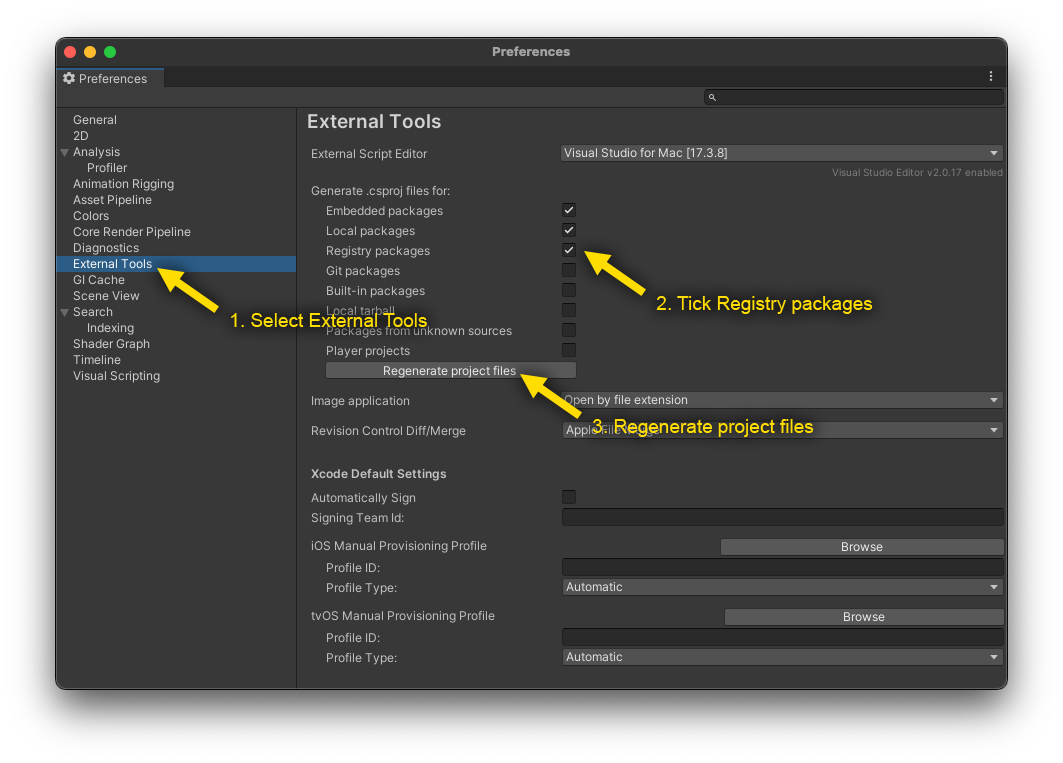 Preferences
Preferences
General
2D
Analysis
Profiler
Animation Rigging
Asset Pipeline
Colors
Core Render Pipeline
Diagnostics
External Tools
GI Cache
Scene View
Search
Indexing
Shader Graph
Timeline
Visual Scripting
1. Select External Tools
External Tools
External Script Editor
Visual Studio for Mac [17.3.8]
Visual Studio Editor v2.0.17 enabled
Generate .csproj files for:
Embedded packages
Local packages
Registry packages
2. Tick Registry packages
Git packages
Built-in packages
Local tarball
Packages from unknown sources
Player projects
Regenerate project files
3. Regenerate project files
Image application
Open by file extension
Revision Control Diff/Merge
Apple File Merge
Xcode Default Settings
Automatically Sign
Signing Team Id:
iOS Manual Provisioning Profile
Browse
Profile ID:
Profile Type:
Automatic
tvOS Manual Provisioning Profile
Browse
Profile ID:
Profile Type:
Automatic